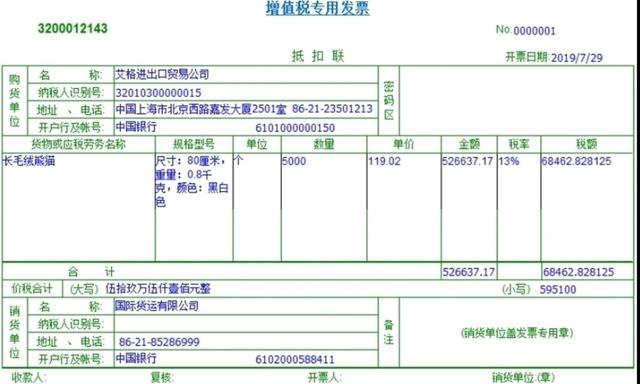 增值税专用发票
3200012143
No.0000001
抵扣联
开票日期:2019/7/29
购货单位
名 称: 艾格进出口贸易公司
纳税人识别号: 32010300000015
地址 、电话: 中国上海市北京西路嘉发大厦2501室 86-21-23501213
开户行及帐号: 中国银行 6101000000150
密码区
货物或应税劳务名称 规格型号 单位 数量 单价 金额 税率 税额
长毛绒熊猫 尺寸：80厘米， 个 5000 119.02 526637.17 13% 68462.828125
重量：0.8千
克，颜色：黑白
色
合 计 526637.17 68462.828125
价税合计 (大写) 伍拾玖万伍仟壹佰元整 (小写) 595100
销货单位
名 称: 国际货运有限公司
纳税人识别号:
地址 、电话: 86-21-85286999
开户行及帐号: 中国银行 6102000588411
备注
(销货单位盖发票专用章)
收款人: 复核: 开票人: 销货单位:(章)